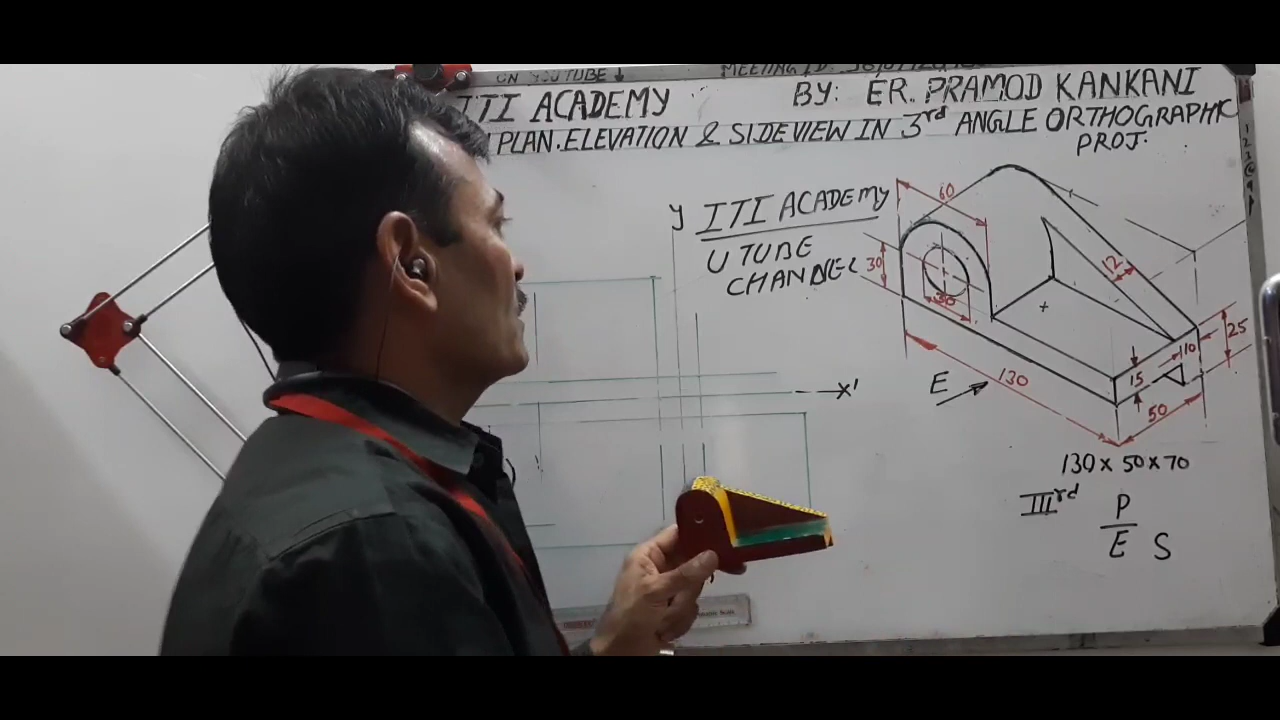 ON YOUTUBE ↓
MEETING ID:
ITI ACADEMY
BY: ER. PRAMOD KANKANI
PLAN.ELEVATION & SIDEVIEW IN 3rd ANGLE ORTHOGRAPHIC
PROJ.
Y
ITI ACADEMY
U TUBE
CHANNEL
X'
60
30
30
12
130
E
15
10
25
50
130 x 50 x 70
IIIrd
P
E S